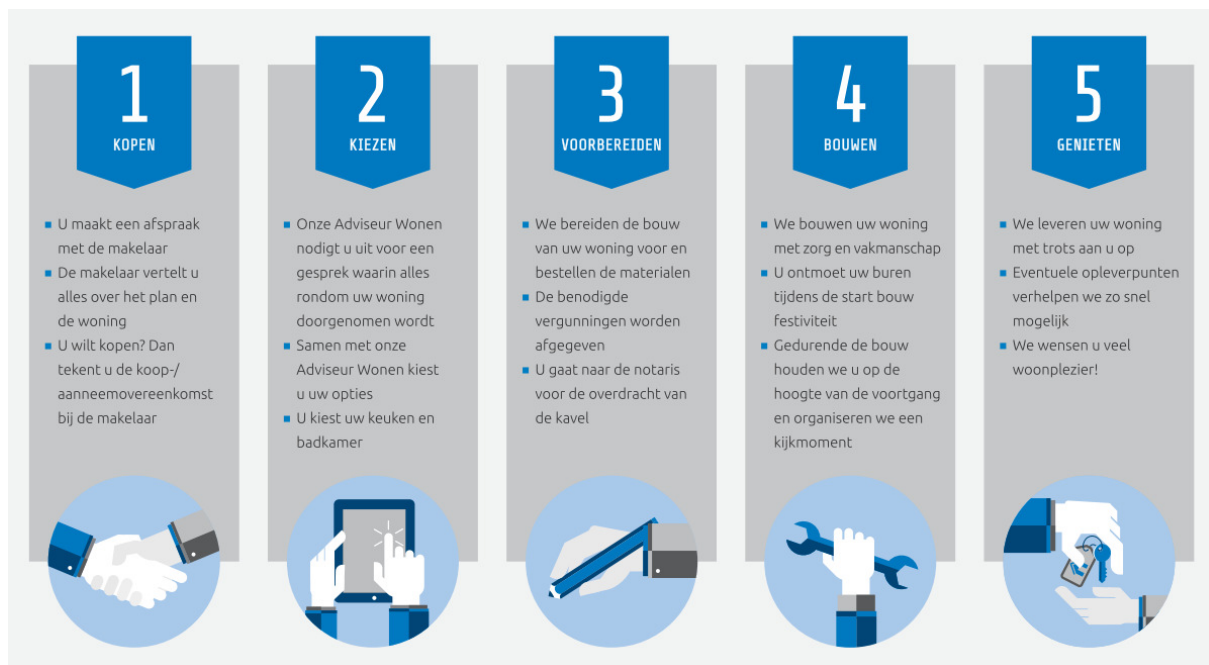 1
KOPEN
U maakt een afspraak
met de makelaar
De makelaar vertelt u
alles over het plan en
de woning
U wilt kopen? Dan
tekent u de koop-/
aanneemovereenkomst
bij de makelaar
2
KIEZEN
Onze Adviseur Wonen
nodigt u uit voor een
gesprek waarin alles
rondom uw woning
doorgenomen wordt
Samen met onze
Adviseur Wonen kiest
u uw opties
U kiest uw keuken en
badkamer
3
VOORBEREIDEN
We bereiden de bouw
van uw woning voor en
bestellen de materialen
De benodigde
vergunningen worden
afgegeven
U gaat naar de notaris
voor de overdracht van
de kavel
4
BOUWEN
We bouwen uw woning
met zorg en vakmanschap
U ontmoet uw buren
tijdens de start bouw
festiviteit
Gedurende de bouw
houden we u op de
hoogte van de voortgang
en organiseren we een
kijkmoment
5
GENIETEN
We leveren uw woning
met trots aan u op
Eventuele opleverpunten
verhelpen we zo snel
mogelijk
We wensen u veel
woonplezier!